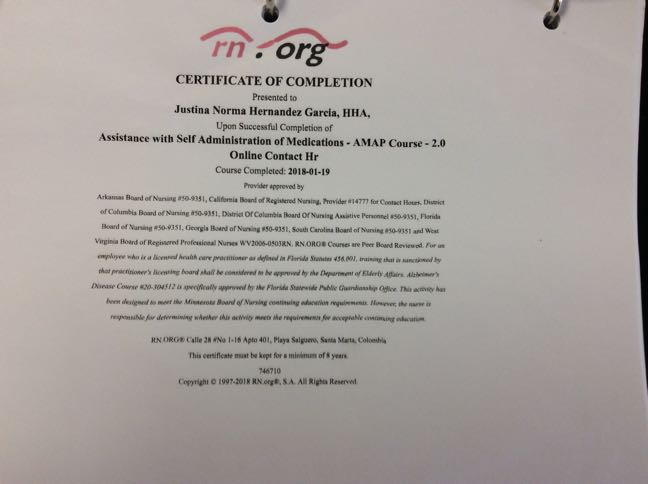 rn.org
CERTIFICATE OF COMPLETION
Presented to
Justina Norma Hernandez Garcia, HHA,
Upon Successful Completion of
Assistance with Self Administration of Medications - AMAP Course - 2.0
Online Contact Hr
Course Completed: 2018-01-19
Provider approved by
Arkansas Board of Nursing #50-9351, California Board of Registered Nursing, Provider #14777 for Contact Hours, District
of Columbia Board of Nursing #50-9351, District Of Columbia Board Of Nursing Assistive Personnel #50-9351, Florida
Board of Nursing #50-9351, Georgia Board of Nursing #50-9351, South Carolina Board of Nursing #50-9351 and West
Virginia Board of Registered Professional Nurses WV2006-0503RN. RN.ORG® Courses are Peer Board Reviewed. For an
employee who is a licensed health care practitioner as defined in Florida Statutes 456.001, training that is sanctioned by
that practitioner's licensing board shall be considered to be approved by the Department of Elderly Affairs. Alzheimer's
Disease Course #20-304512 is specifically approved by the Florida Statewide Public Guardianship Office. This activity has
been designed to meet the Minnesota Board of Nursing continuing education requirements. However, the nurse is
responsible for determining whether this activity meets the requirements for acceptable continuing education.
RN.ORG® Calle 28 #No 1-16 Apto 401, Playa Salguero, Santa Marta, Colombia
This certificate must be kept for a minimum of 8 years.
746710
Copyright © 1997-2018 RN.org®, S.A. All Rights Reserved.